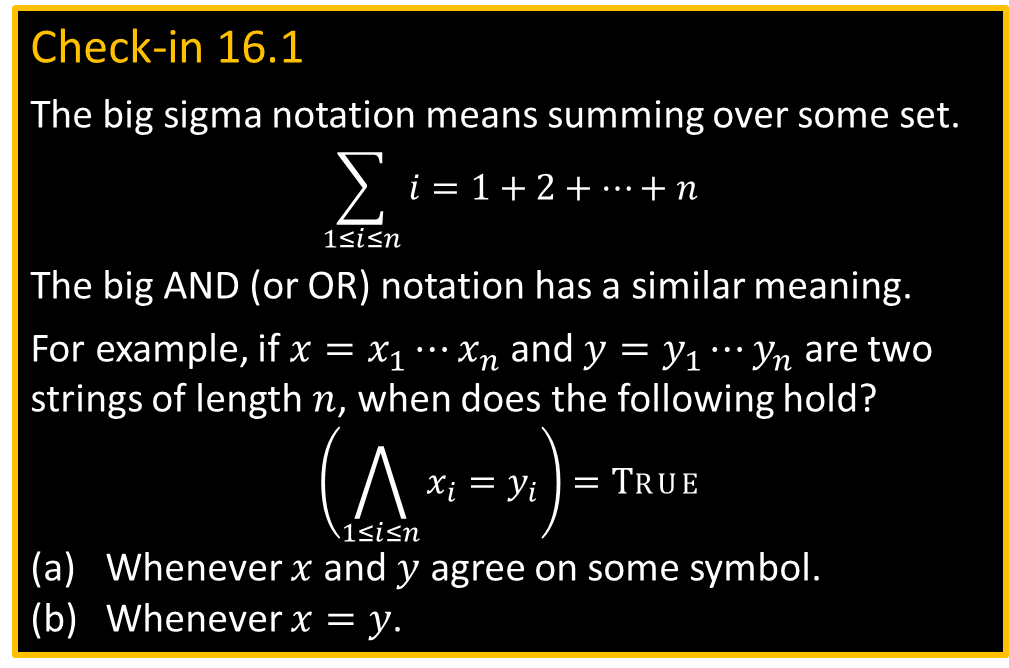 Check-in 16.1
The big sigma notation means summing over some set.
∑ i = 1 + 2 + ⋯ + n
1≤i≤n
The big AND (or OR) notation has a similar meaning.
For example, if x = x₁ ⋯ xₙ and y = y₁ ⋯ yₙ are two
strings of length n, when does the following hold?
(⋀ xᵢ = yᵢ) = TRUE
1≤i≤n
(a) Whenever x and y agree on some symbol.
(b) Whenever x = y.